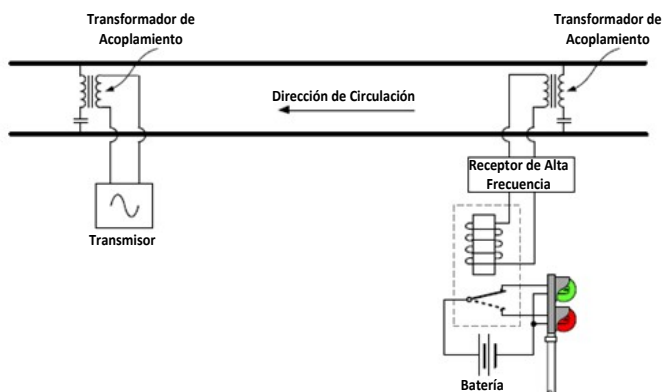 Transformador de
Acoplamiento
Transformador de
Acoplamiento
Dirección de Circulación
Receptor de Alta
Frecuencia
Transmisor
Batería